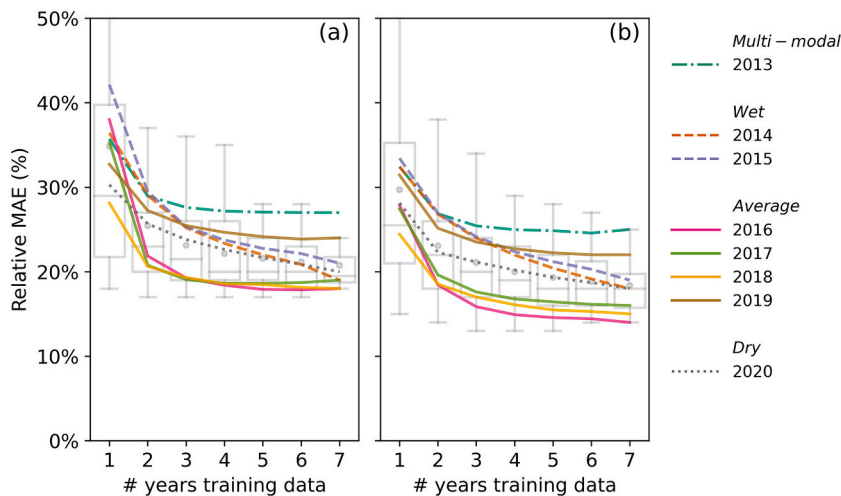 50%
40%
30%
20%
10%
0%
Relative MAE (%)
(a)
1 2 3 4 5 6 7
# years training data
(b)
1 2 3 4 5 6 7
# years training data
Multi-modal
2013
Wet
2014
2015
Average
2016
2017
2018
2019
Dry
2020